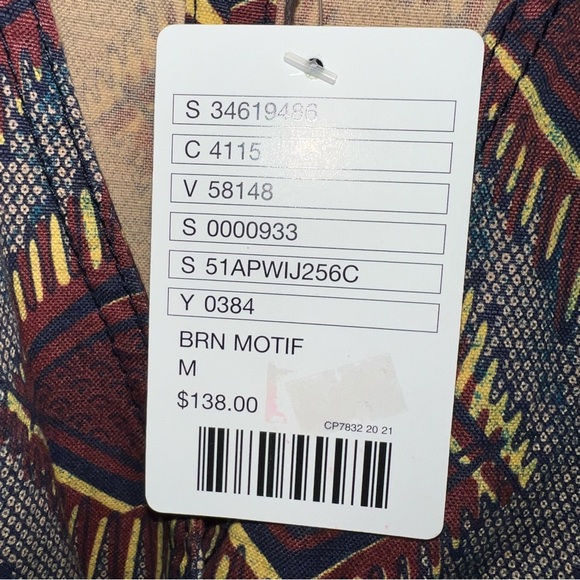 S 34619486
C 4115
V 58148
S 0000933
S 51APWIJ256C
Y 0384
BRN MOTIF
M
$138.00
CP7832 20 21